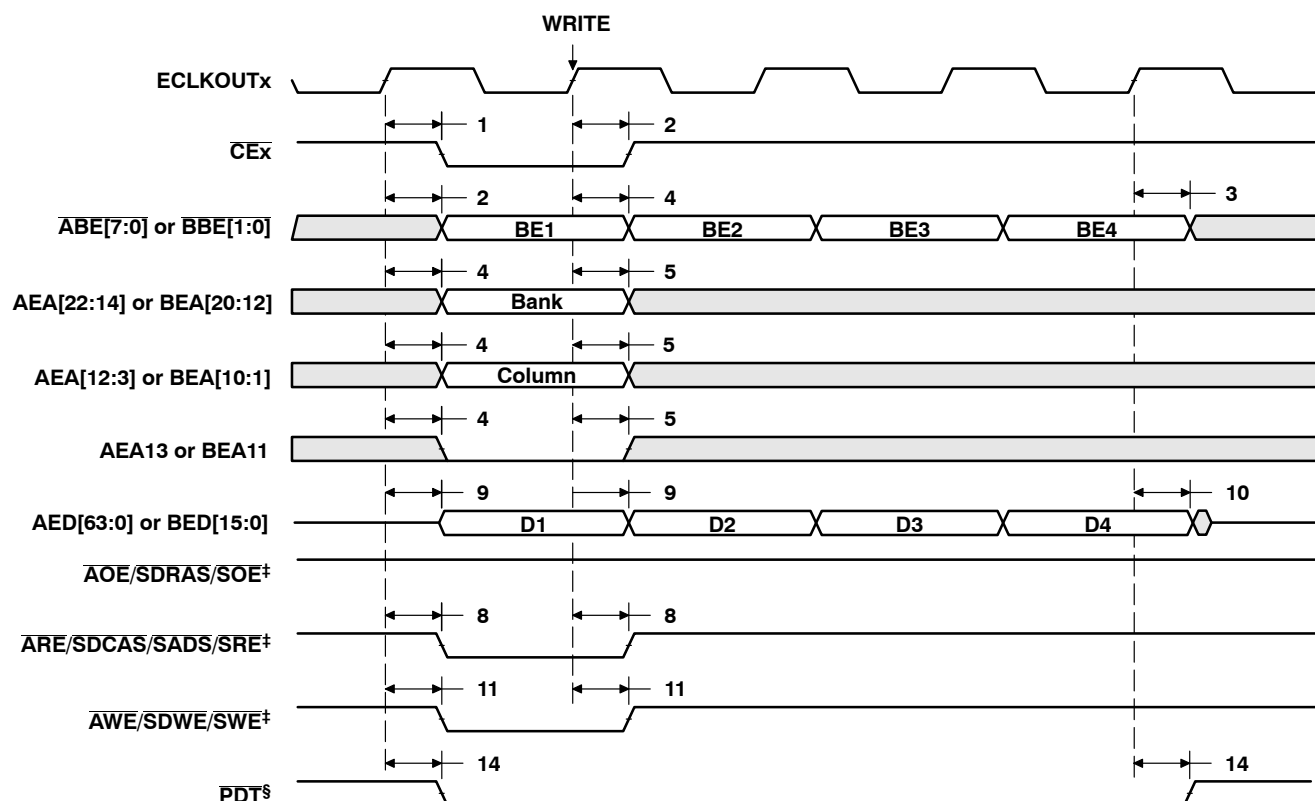 WRITE
ECLKOUTx
1 2
CEx
2 4 3
ABE[7:0] or BBE[1:0] BE1 BE2 BE3 BE4
4 5
AEA[22:14] or BEA[20:12] Bank
4 5
AEA[12:3] or BEA[10:1] Column
4 5
AEA13 or BEA11
9 9 10
AED[63:0] or BED[15:0] D1 D2 D3 D4
AOE/SDRAS/SOE‡
8 8
ARE/SDCAS/SADS/SRE‡
11 11
AWE/SDWE/SWE‡
14 14
PDT§